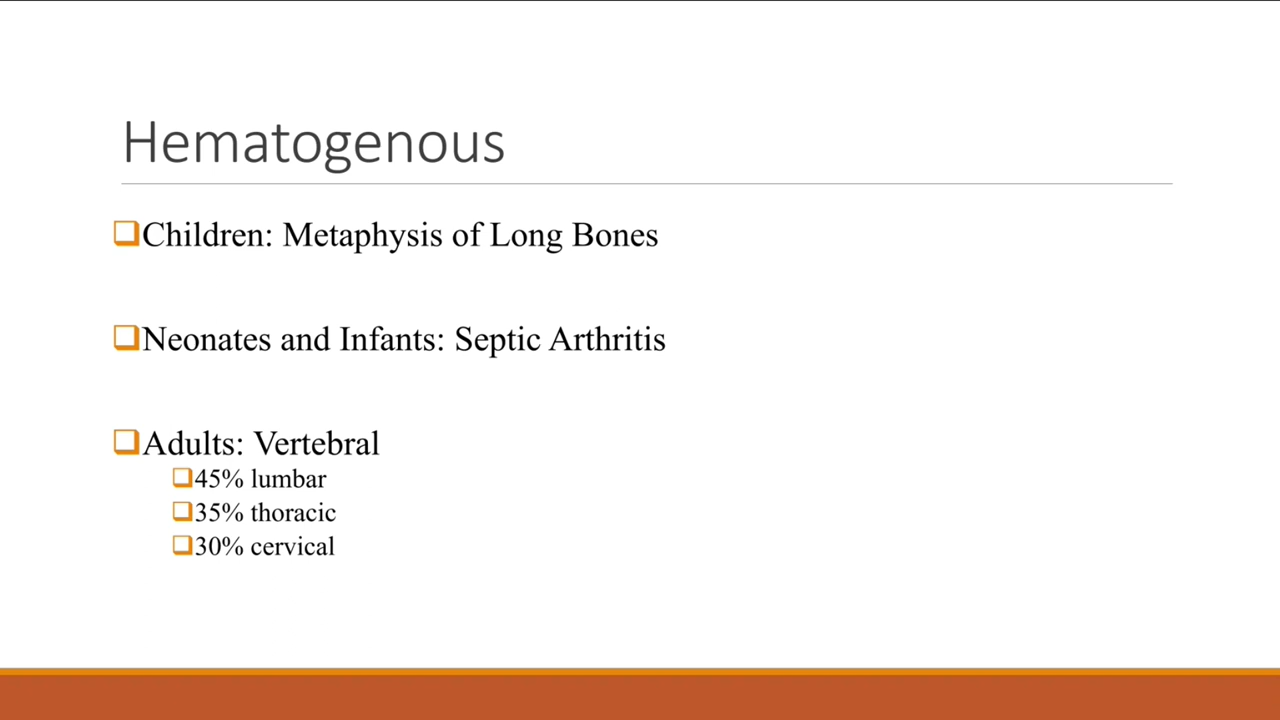 Hematogenous
Children: Metaphysis of Long Bones
Neonates and Infants: Septic Arthritis
Adults: Vertebral
45% lumbar
35% thoracic
30% cervical